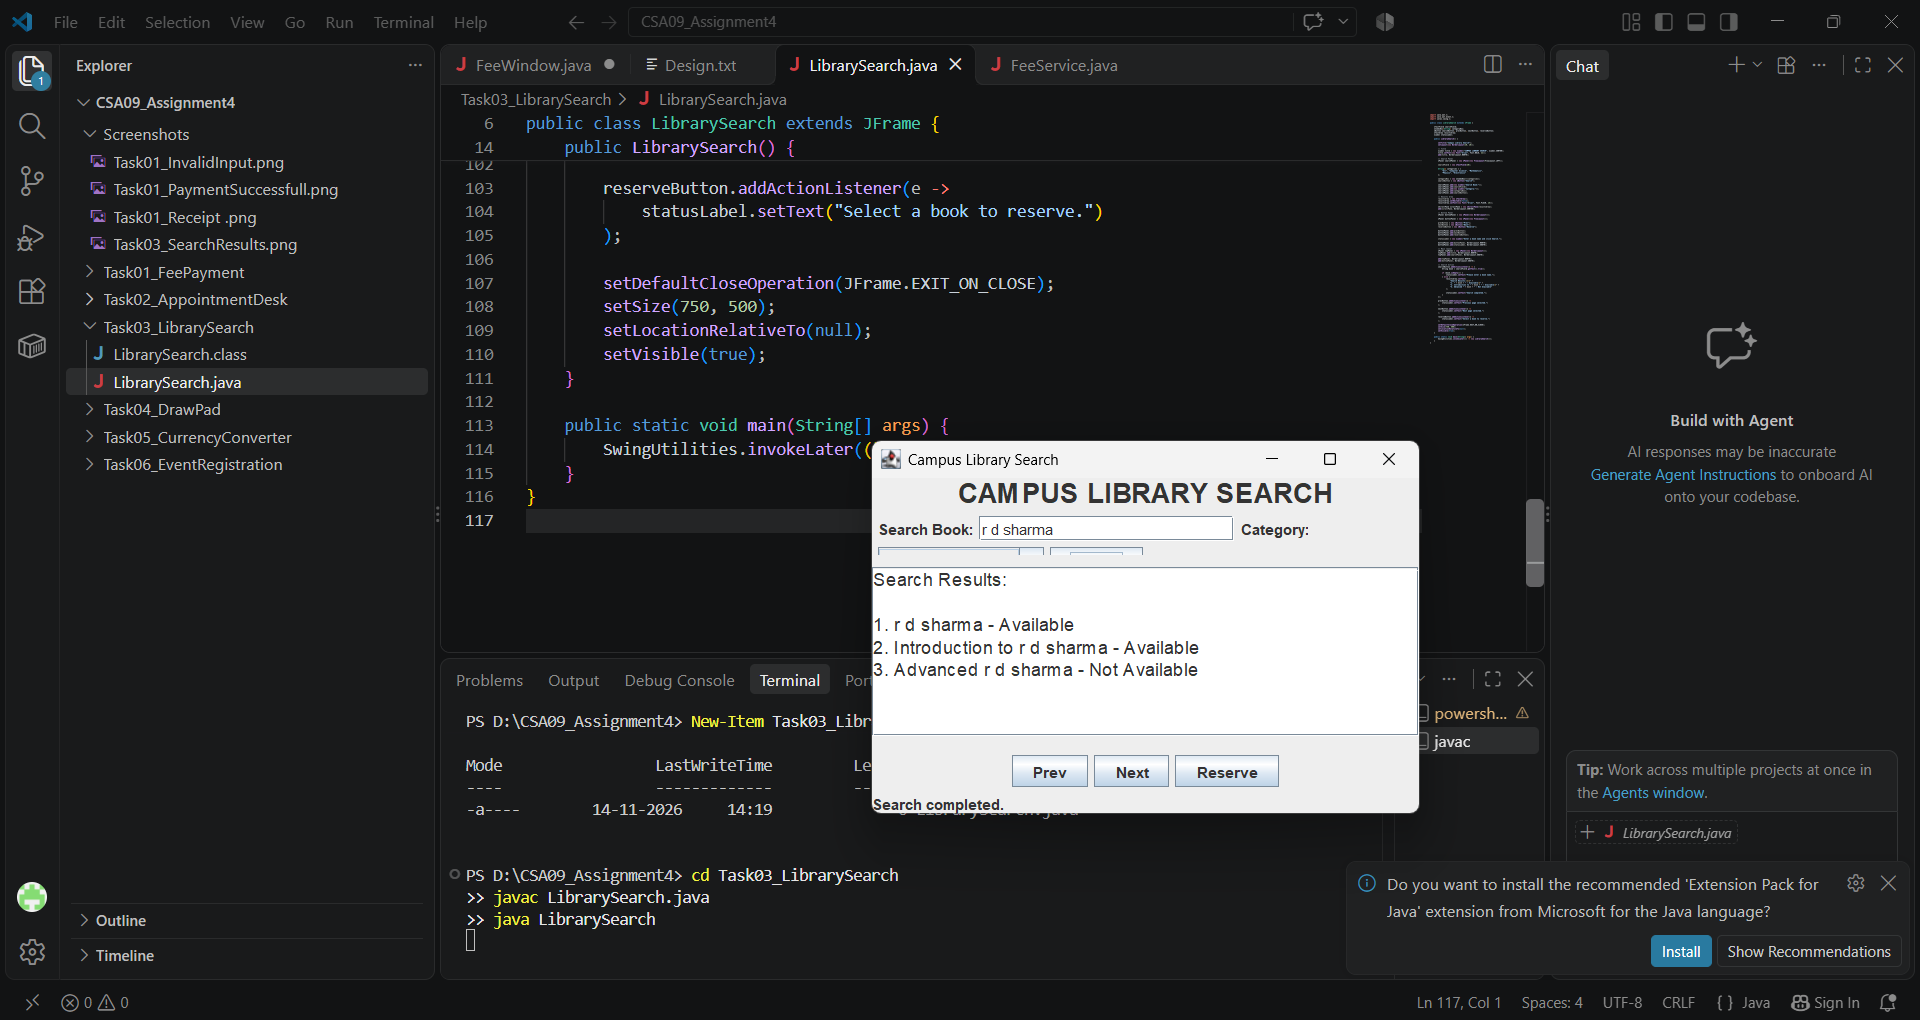 File Edit Selection View Go Run Terminal Help
CSA09_Assignment4
Explorer
CSA09_Assignment4
Screenshots
Task01_InvalidInput.png
Task01_PaymentSuccessfull.png
Task01_Receipt .png
Task03_SearchResults.png
Task01_FeePayment
Task02_AppointmentDesk
Task03_LibrarySearch
J LibrarySearch.class
J LibrarySearch.java
Task04_DrawPad
Task05_CurrencyConverter
Task06_EventRegistration
Outline
Timeline
1
J FeeWindow.java
Design.txt
J LibrarySearch.java
J FeeService.java
Task03_LibrarySearch > J LibrarySearch.java
6 public class LibrarySearch extends JFrame {
14 public LibrarySearch() {
102
103 reserveButton.addActionListener(e ->
104 statusLabel.setText("Select a book to reserve.")
105 );
106
107 setDefaultCloseOperation(JFrame.EXIT_ON_CLOSE);
108 setSize(750, 500);
109 setLocationRelativeTo(null);
110 setVisible(true);
111 }
112
113 public static void main(String[] args) {
114 SwingUtilities.invokeLater((
115 }
116 }
117
Campus Library Search
CAMPUS LIBRARY SEARCH
Search Book: r d sharma Category:
Search Results:
1. r d sharma - Available
2. Introduction to r d sharma - Available
3. Advanced r d sharma - Not Available
Prev Next Reserve
Search completed.
Problems Output Debug Console Terminal Por
PS D:\CSA09_Assignment4> New-Item Task03_Libr
Mode LastWriteTime Le
---- ------------- --
-a---- 14-11-2026 14:19
PS D:\CSA09_Assignment4> cd Task03_LibrarySearch
>> javac LibrarySearch.java
>> java LibrarySearch
powersh...
javac
Chat
Build with Agent
AI responses may be inaccurate
Generate Agent Instructions to onboard AI
onto your codebase.
Tip: Work across multiple projects at once in
the Agents window.
J LibrarySearch.java
Do you want to install the recommended 'Extension Pack for
Java' extension from Microsoft for the Java language?
Install Show Recommendations
0 0
Ln 117, Col 1 Spaces: 4 UTF-8 CRLF { } Java Sign In